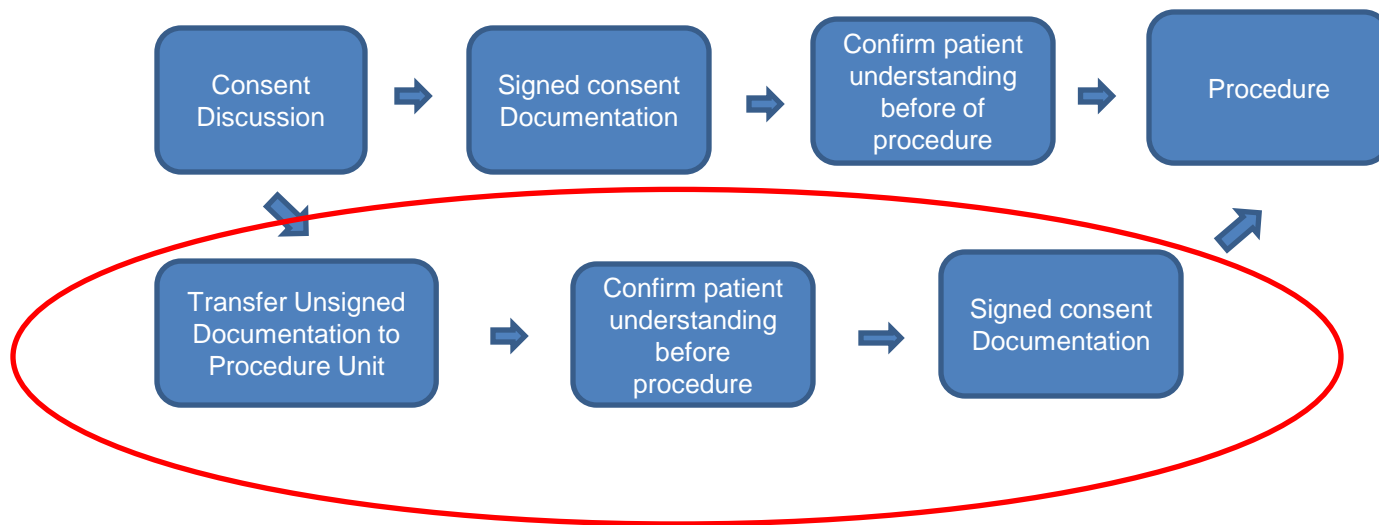 Consent
Discussion
Signed consent
Documentation
Confirm patient
understanding
before of
procedure
Procedure
Transfer Unsigned
Documentation to
Procedure Unit
Confirm patient
understanding
before
procedure
Signed consent
Documentation